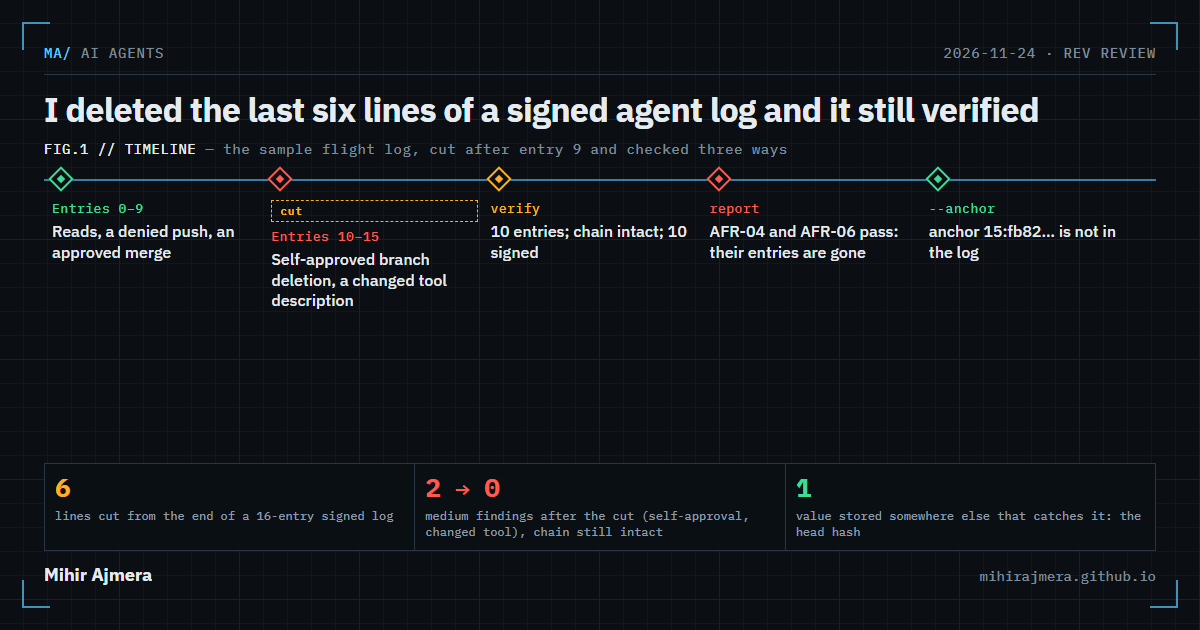 MA/ AI AGENTS
2026-11-24 · REV REVIEW
I deleted the last six lines of a signed agent log and it still verified
FIG.1 // TIMELINE — the sample flight log, cut after entry 9 and checked three ways
Entries 0–9
Reads, a denied push, an
approved merge
cut
Entries 10–15
Self-approved branch
deletion, a changed tool
description
verify
10 entries; chain intact; 10
signed
report
AFR-04 and AFR-06 pass:
their entries are gone
--anchor
anchor 15:fb82... is not in
the log
6
lines cut from the end of a 16-entry signed log
2 → 0
medium findings after the cut (self-approval,
changed tool), chain still intact
1
value stored somewhere else that catches it: the
head hash
Mihir Ajmera
mihirajmera.github.io